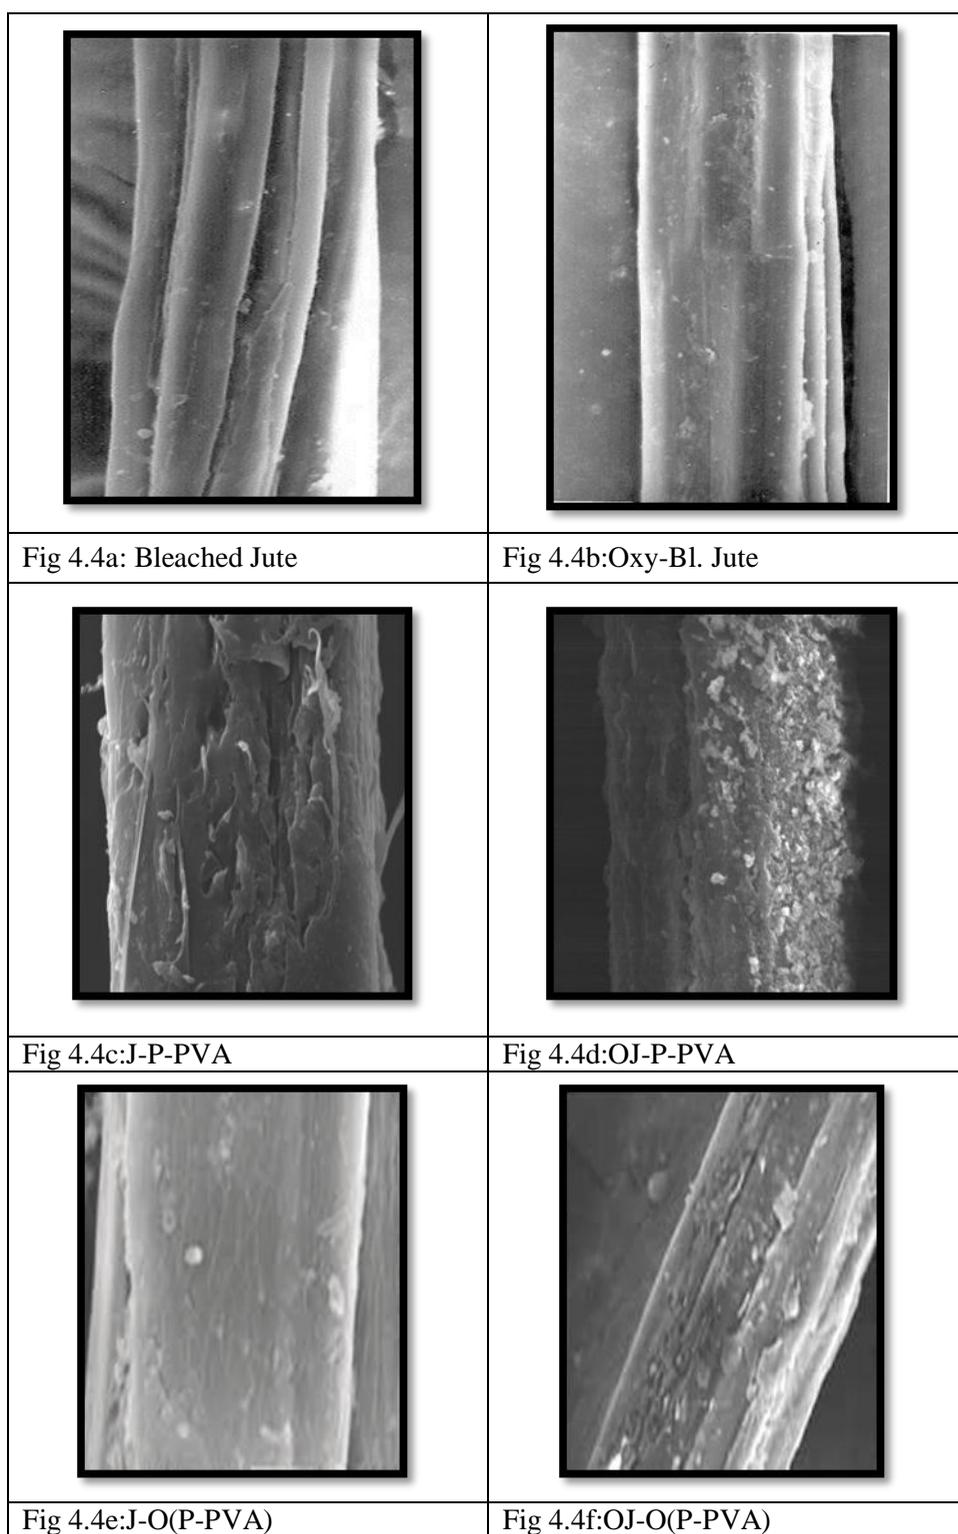 Fig 4.4a: Bleached Jute
Fig 4.4b:Oxy-Bl. Jute
Fig 4.4c:J-P-PVA
Fig 4.4d:OJ-P-PVA
Fig 4.4e:J-O(P-PVA)
Fig 4.4f:OJ-O(P-PVA)